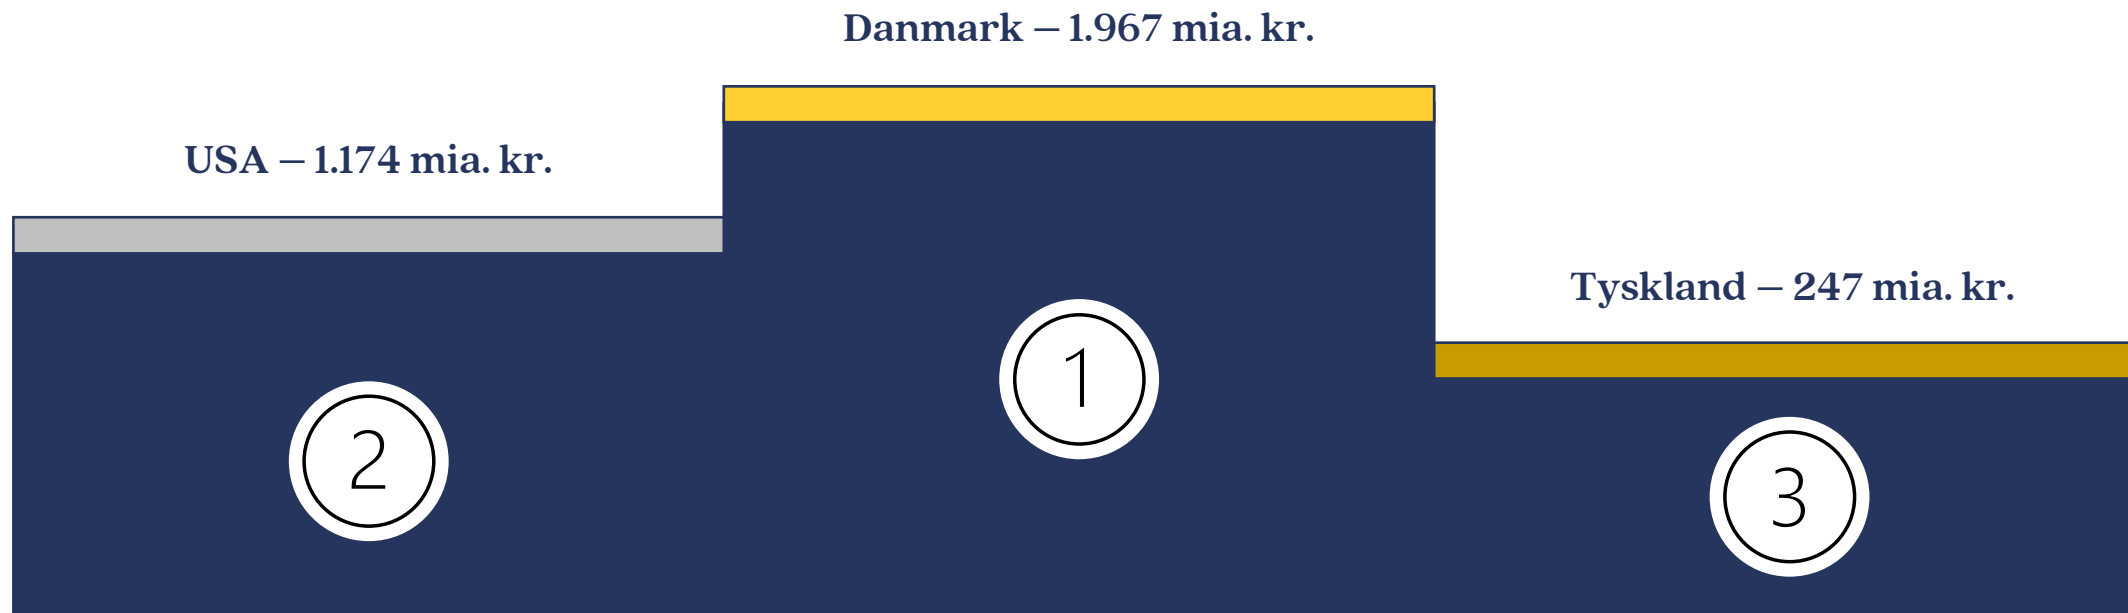 Danmark – 1.967 mia. kr.
USA – 1.174 mia. kr.
Tyskland – 247 mia. kr.
1
2
3